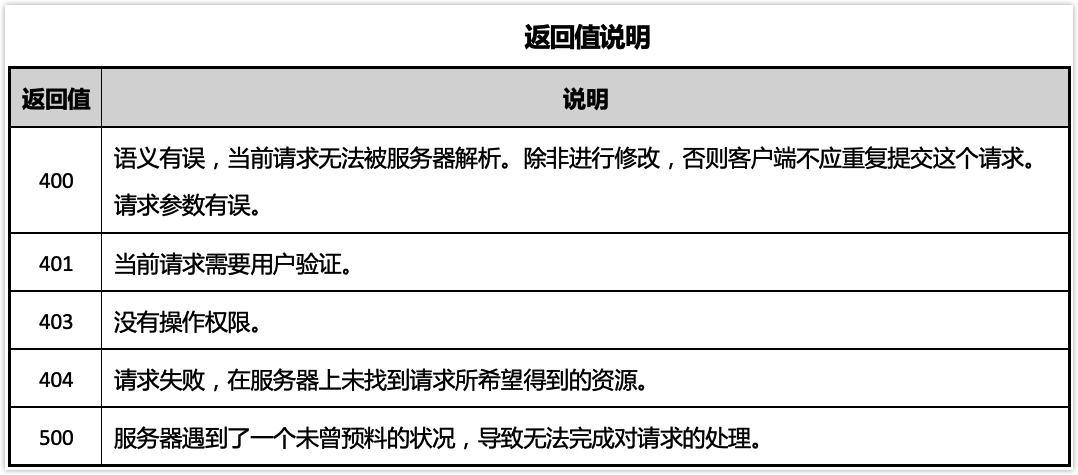 返回值说明
返回值 说明
400 语义有误，当前请求无法被服务器解析。除非进行修改，否则客户端不应重复提交这个请求。
请求参数有误。
401 当前请求需要用户验证。
403 没有操作权限。
404 请求失败，在服务器上未找到请求所希望得到的资源。
500 服务器遇到了一个未曾预料的状况，导致无法完成对请求的处理。